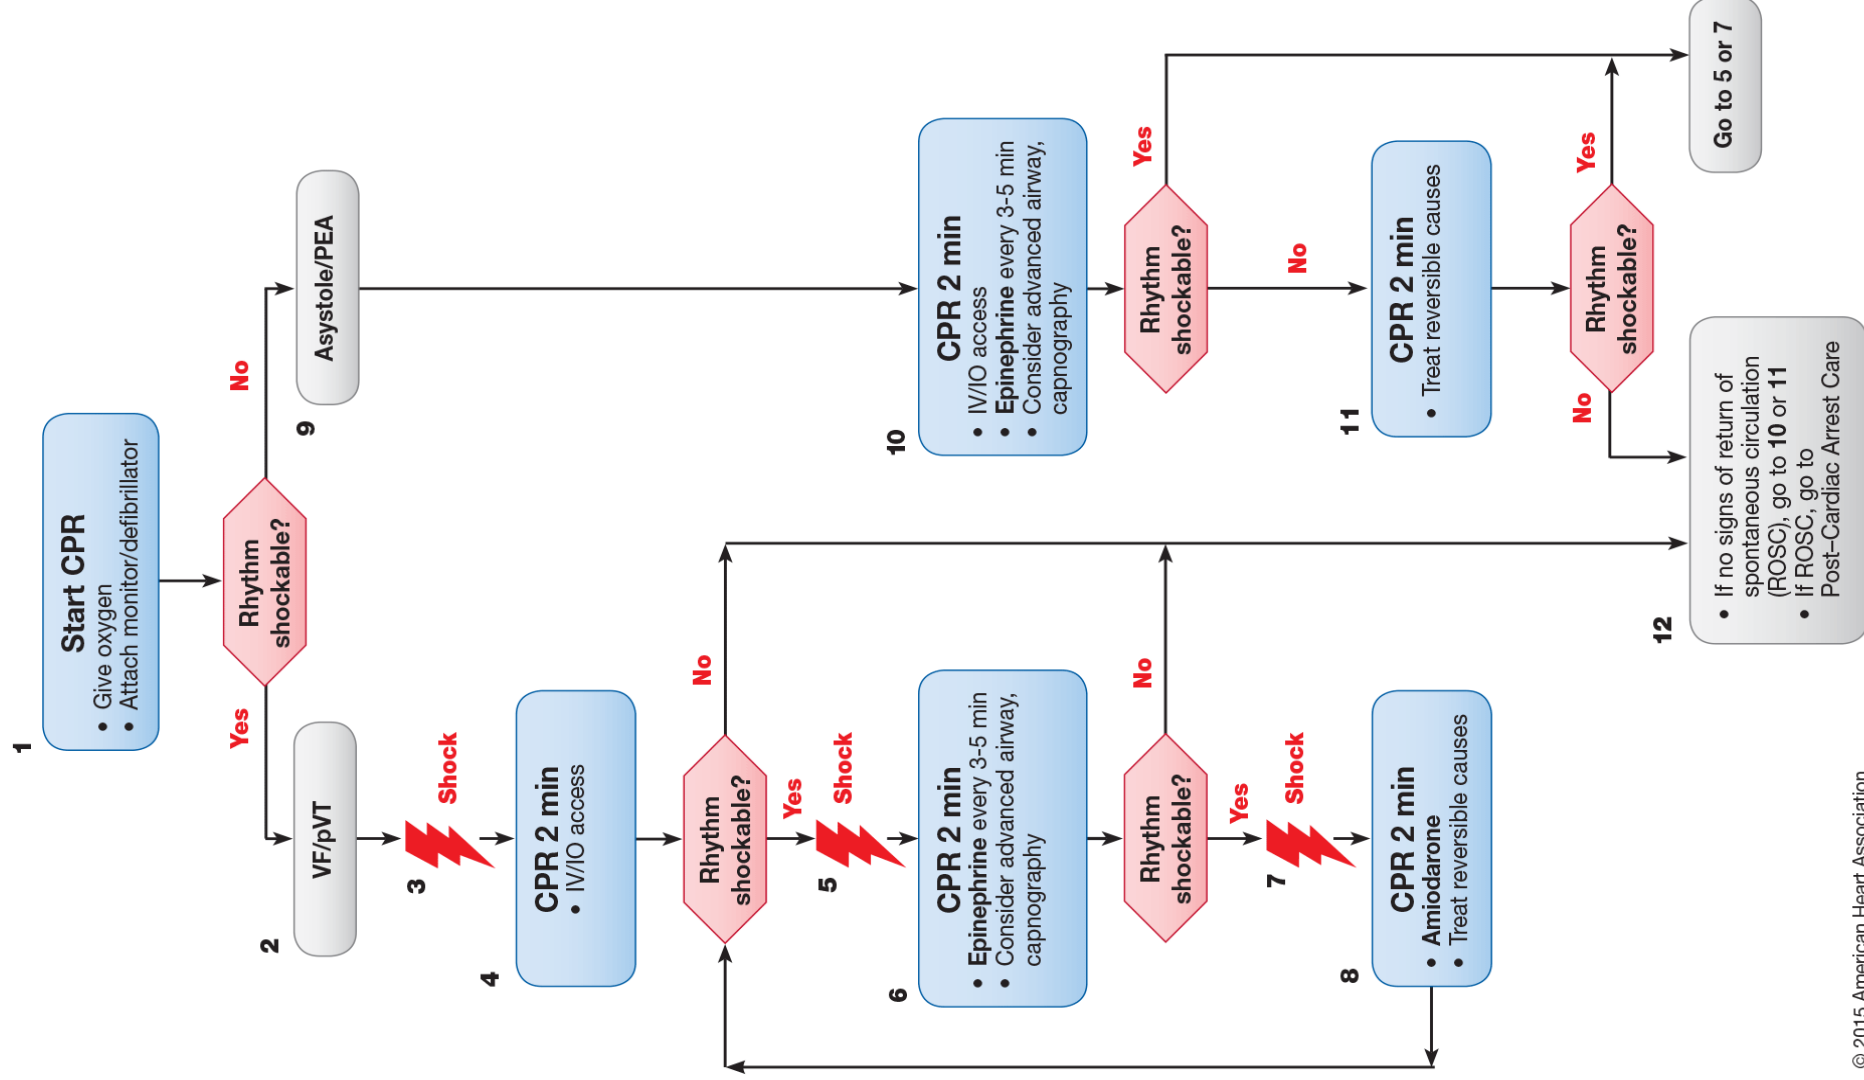 1
Start CPR
• Give oxygen
• Attach monitor/defibrillator
Rhythm
shockable?
Yes
No
2
VF/pVT
9
Asystole/PEA
3
Shock
4
CPR 2 min
• IV/IO access
Rhythm
shockable?
No
Yes
5
Shock
6
CPR 2 min
• Epinephrine every 3-5 min
• Consider advanced airway,
capnography
Rhythm
shockable?
No
Yes
7
Shock
8
CPR 2 min
• Amiodarone
• Treat reversible causes
10
CPR 2 min
• IV/IO access
• Epinephrine every 3-5 min
• Consider advanced airway,
capnography
Rhythm
shockable?
Yes
No
11
CPR 2 min
• Treat reversible causes
Rhythm
shockable?
No
Yes
12
• If no signs of return of
spontaneous circulation
(ROSC), go to 10 or 11
• If ROSC, go to
Post–Cardiac Arrest Care
Go to 5 or 7
© 2015 American Heart Association